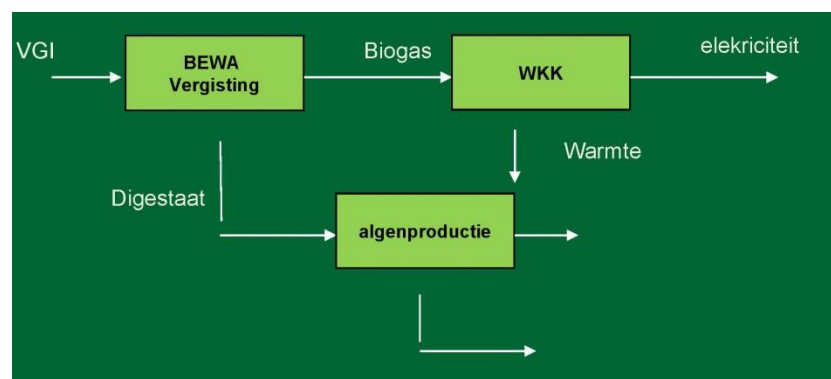 VGI
BEWA
Vergisting
Biogas
WKK
elekriciteit
Warmte
Digestaat
algenproductie